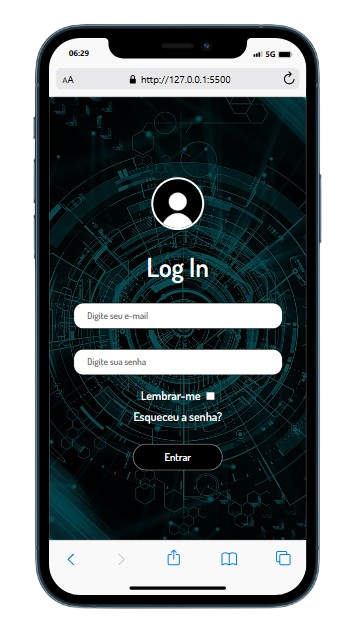 06:29
5G
AA
http://127.0.0.1:5500
Log In
Digite seu e-mail
Digite sua senha
Lembrar-me
Esqueceu a senha?
Entrar